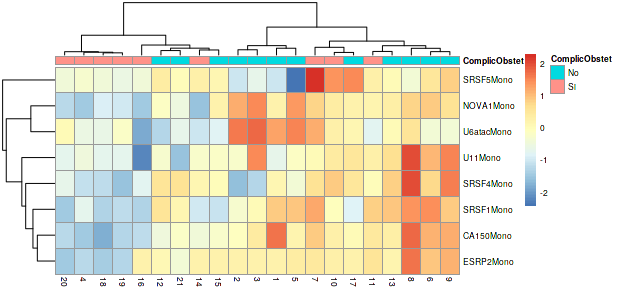 ComplicObstet
SRSF5Mono
NOVA1Mono
U6atacMono
U11Mono
SRSF4Mono
SRSF1Mono
CA150Mono
ESRP2Mono
20 4 18 19 16 12 21 14 15 2 3 1 5 7 10 17 11 13 8 6 9
2
1
0
-1
-2
ComplicObstet
No
SI